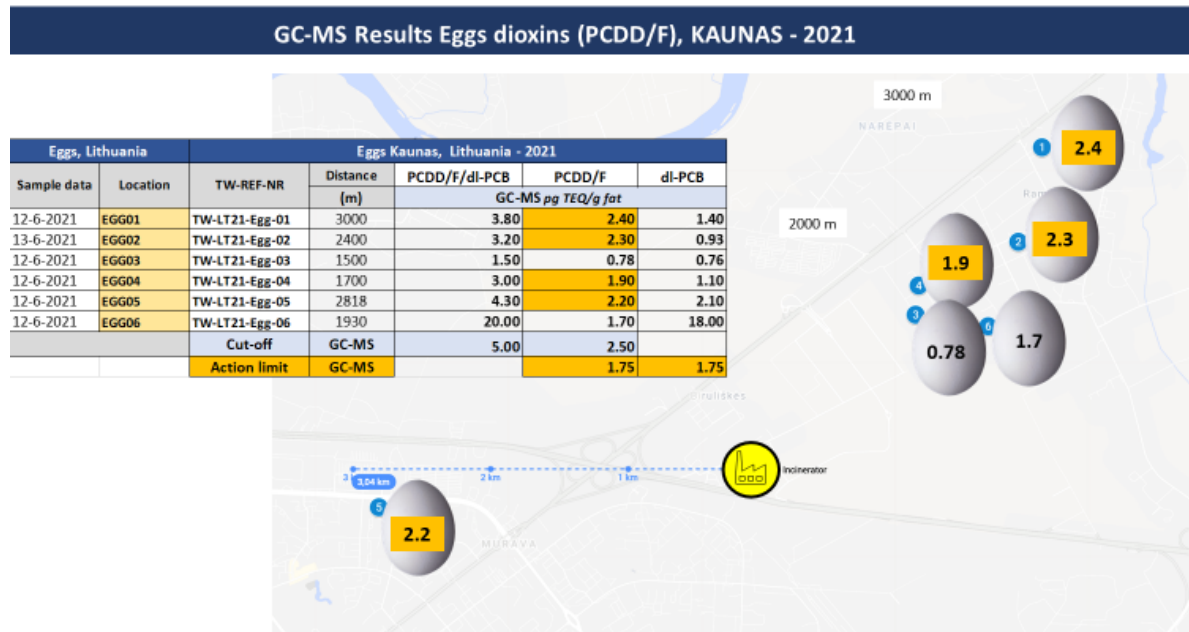 GC-MS Results Eggs dioxins (PCDD/F), KAUNAS - 2021
Eggs, Lithuania Eggs Kaunas, Lithuania - 2021
Sample data Location TW-REF-NR Distance PCDD/F/dl-PCB PCDD/F dl-PCB
(m) GC-MS pg TEQ/g fat
12-6-2021 EGG01 TW-LT21-Egg-01 3000 3.80 2.40 1.40
13-6-2021 EGG02 TW-LT21-Egg-02 2400 3.20 2.30 0.93
12-6-2021 EGG03 TW-LT21-Egg-03 1500 1.50 0.78 0.76
12-6-2021 EGG04 TW-LT21-Egg-04 1700 3.00 1.90 1.10
12-6-2021 EGG05 TW-LT21-Egg-05 2818 4.30 2.20 2.10
12-6-2021 EGG06 TW-LT21-Egg-06 1930 20.00 1.70 18.00
Cut-off GC-MS 5.00 2.50
Action limit GC-MS 1.75 1.75
3000 m
NARĖPAI
1
2.4
2000 m
2
2.3
1.9
4
3
6
0.78
1.7
Incinerator
3
3,04 km
2 km
1 km
5
2.2
MURAVA